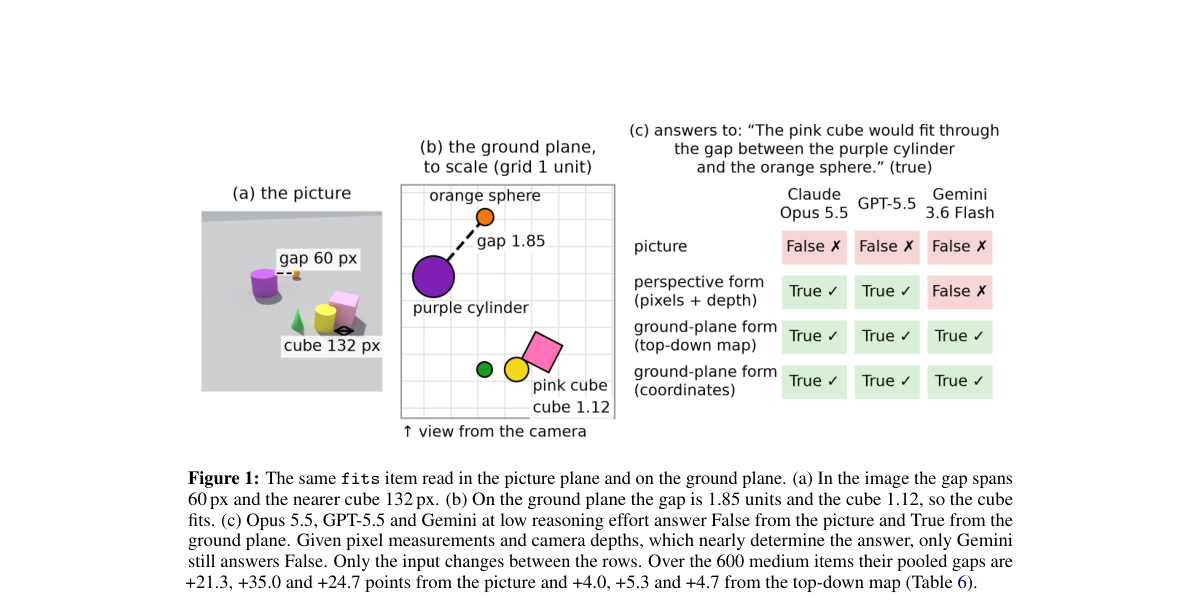 (a) the picture
gap 60 px
cube 132 px
(b) the ground plane,
to scale (grid 1 unit)
orange sphere
gap 1.85
purple cylinder
pink cube
cube 1.12
↑ view from the camera
(c) answers to: “The pink cube would fit through
the gap between the purple cylinder
and the orange sphere.” (true)
Claude Opus 5.5 GPT-5.5 Gemini 3.6 Flash
picture False ✗ False ✗ False ✗
perspective form
(pixels + depth) True ✓ True ✓ False ✗
ground-plane form
(top-down map) True ✓ True ✓ True ✓
ground-plane form
(coordinates) True ✓ True ✓ True ✓
Figure 1: The same fits item read in the picture plane and on the ground plane. (a) In the image the gap spans
60 px and the nearer cube 132 px. (b) On the ground plane the gap is 1.85 units and the cube 1.12, so the cube
fits. (c) Opus 5.5, GPT-5.5 and Gemini at low reasoning effort answer False from the picture and True from the
ground plane. Given pixel measurements and camera depths, which nearly determine the answer, only Gemini
still answers False. Only the input changes between the rows. Over the 600 medium items their pooled gaps are
+21.3, +35.0 and +24.7 points from the picture and +4.0, +5.3 and +4.7 from the top-down map (Table 6).